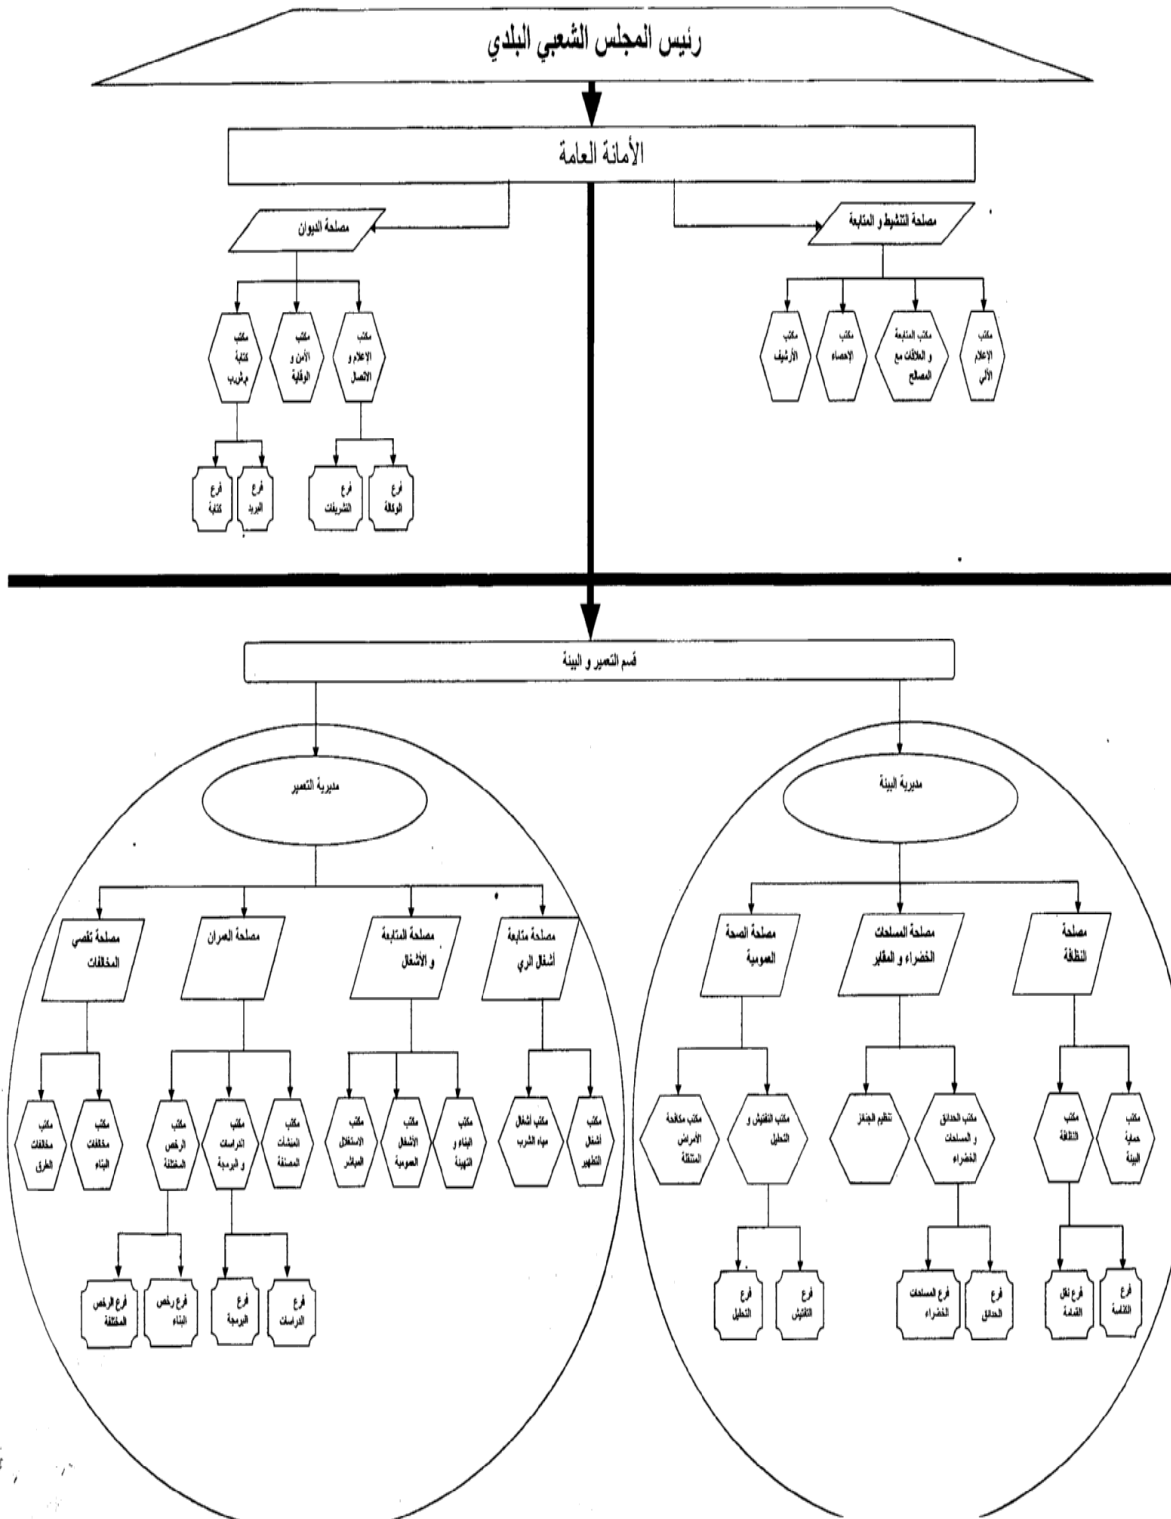 رئيس المجلس الشعبي البلدي
الأمانة العامة
مصلحة التنشيط و المتابعة
مصلحة الديوان
مكتب
الإعلام
الألي
مكتب المتابعة
و العلاقات مع
المصالح
مكتب
الإحصاء
مكتب
الأرشيف
مكتب
الإعلام و
الاتصال
مكتب
الأمن و
الوقاية
مكتب
كتابة
م.ش.ب
فرع
الوكالة
فرع
التشريفات
فرع
البريد
فرع
كتابة
قسم التعمير و البيئة
مديرية البيئة
مديرية التعمير
مصلحة
النظافة
مصلحة المساحات
الخضراء و المقابر
مصلحة الصحة
العمومية
مصلحة متابعة
أشغال الري
مصلحة المتابعة
و الأشغال
مصلحة العمران
مصلحة تقصي
المخالفات
مكتب
حماية
البيئة
مكتب
النظافة
مكتب الحدائق
و المساحات
الخضراء
تنظيم الجنائز
مكتب التفتيش و
التحليل
مكتب مكافحة
الأمراض
المتنقلة
مكتب
أشغال
التطهير
مكتب أشغال
مياه الشرب
مكتب
البناء و
التهيئة
مكتب
الأشغال
العمومية
مكتب
الاستغلال
المباشر
مكتب
المنشآت
المصنفة
مكتب
الدراسات
و البرمجة
مكتب
الرخص
المختلفة
مكتب
مخالفات
البناء
مكتب
مخالفات
الطرق
فرع
الكناسة
فرع نقل
القمامة
فرع
الحدائق
فرع المساحات
الخضراء
فرع
التفتيش
فرع
التحليل
فرع
الدراسات
فرع
البرمجة
فرع رخص
البناء
فرع الرخص
المختلفة